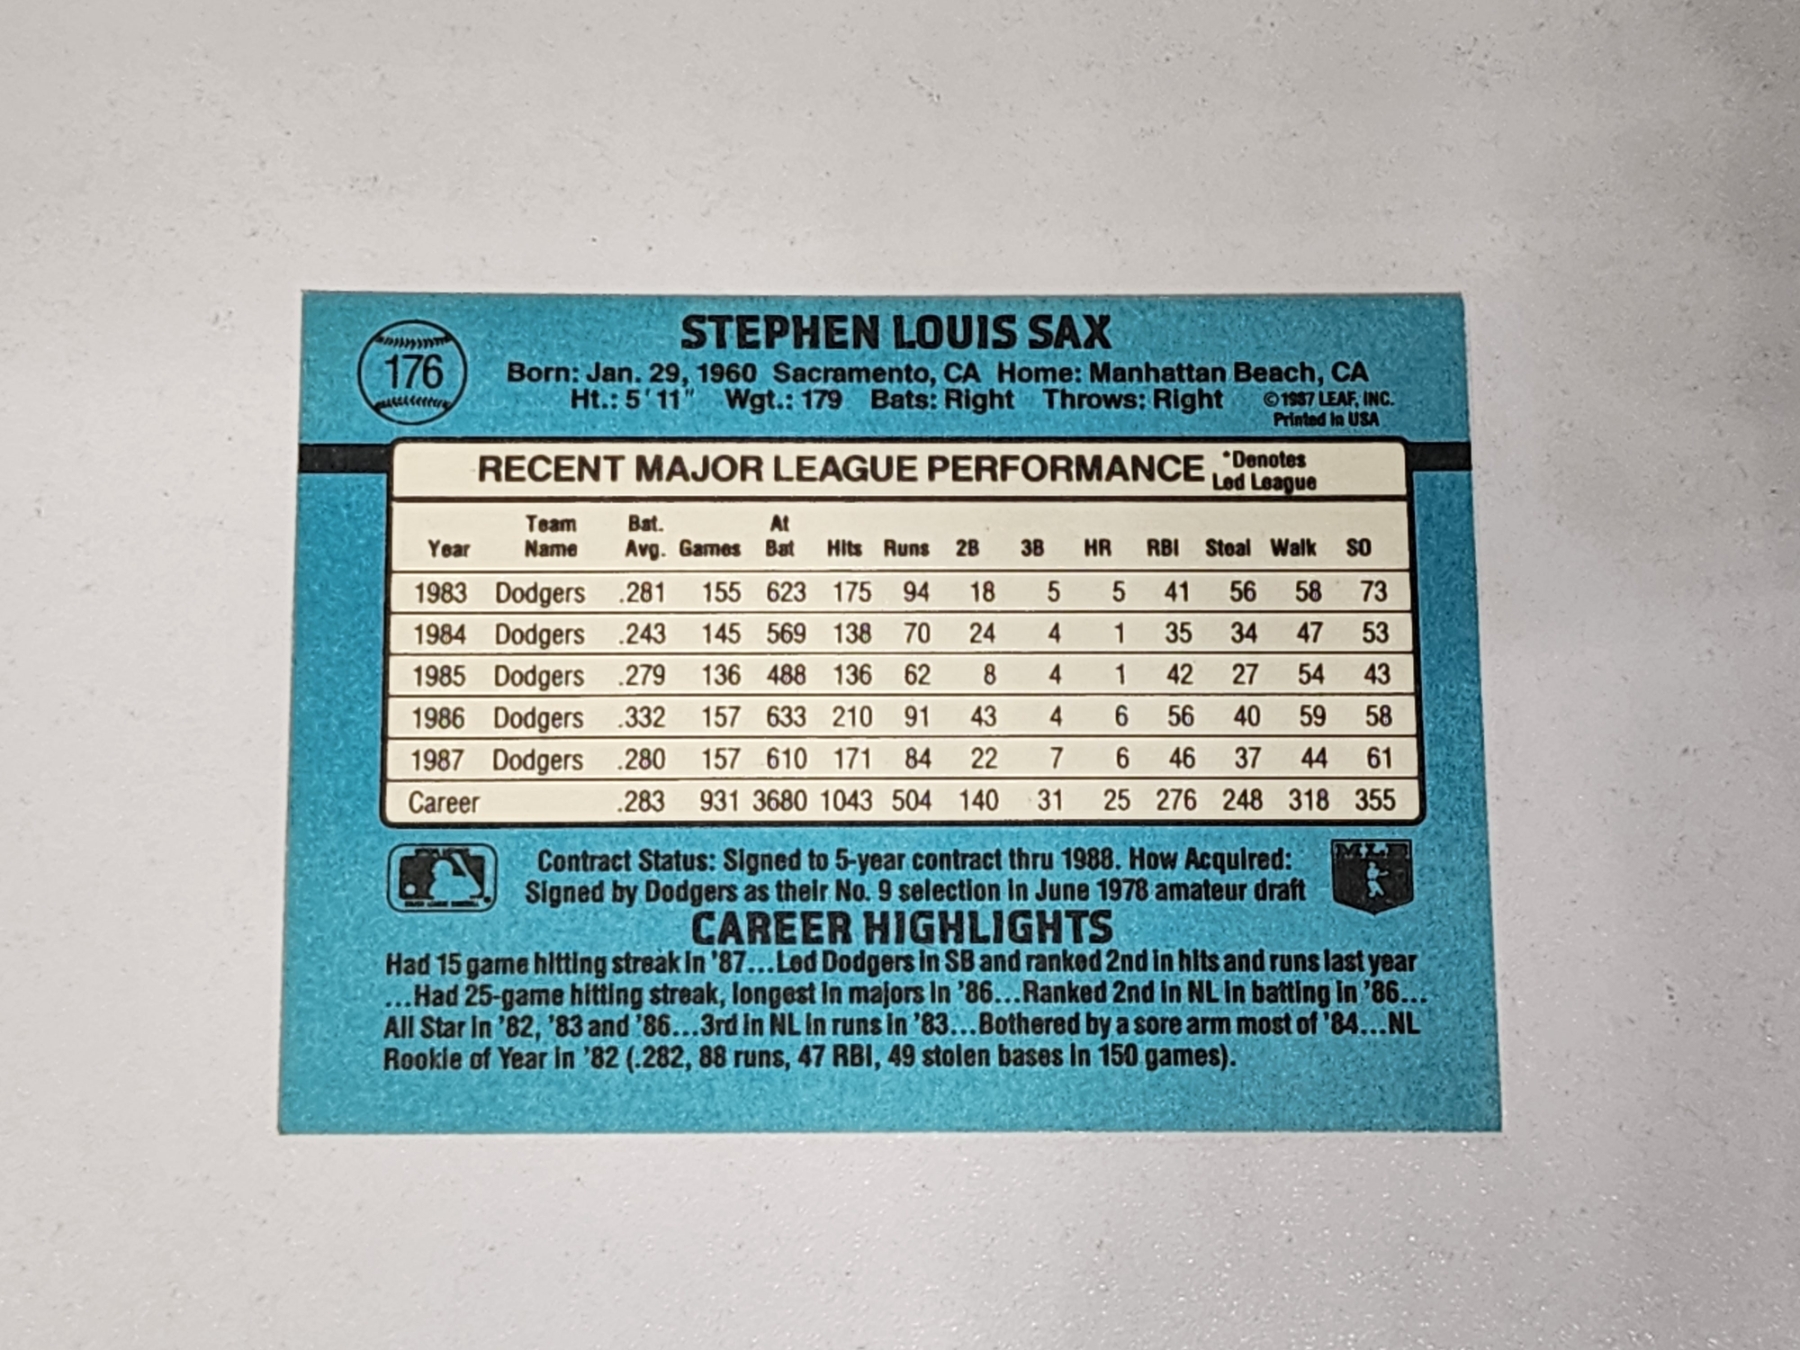 176
STEPHEN LOUIS SAX
Born: Jan. 29, 1960 Sacramento, CA Home: Manhattan Beach, CA
Ht.: 5'11" Wgt.: 179 Bats: Right Throws: Right ©1987 LEAF, INC.
Printed in USA
RECENT MAJOR LEAGUE PERFORMANCE *Denotes
Led League
Year Team Name Bat. Avg. Games At Bat Hits Runs 2B 3B HR RBI Steal Walk SO
1983 Dodgers .281 155 623 175 94 18 5 5 41 56 58 73
1984 Dodgers .243 145 569 138 70 24 4 1 35 34 47 53
1985 Dodgers .279 136 488 136 62 8 4 1 42 27 54 43
1986 Dodgers .332 157 633 210 91 43 4 6 56 40 59 58
1987 Dodgers .280 157 610 171 84 22 7 6 46 37 44 61
Career .283 931 3680 1043 504 140 31 25 276 248 318 355
Contract Status: Signed to 5-year contract thru 1988. How Acquired:
Signed by Dodgers as their No. 9 selection in June 1978 amateur draft
MLB
CAREER HIGHLIGHTS
Had 15 game hitting streak in '87...Led Dodgers in SB and ranked 2nd in hits and runs last year
...Had 25-game hitting streak, longest in majors in '86...Ranked 2nd in NL in batting in '86...
All Star in '82, '83 and '86...3rd in NL in runs in '83...Bothered by a sore arm most of '84...NL
Rookie of Year in '82 (.282, 88 runs, 47 RBI, 49 stolen bases in 150 games).